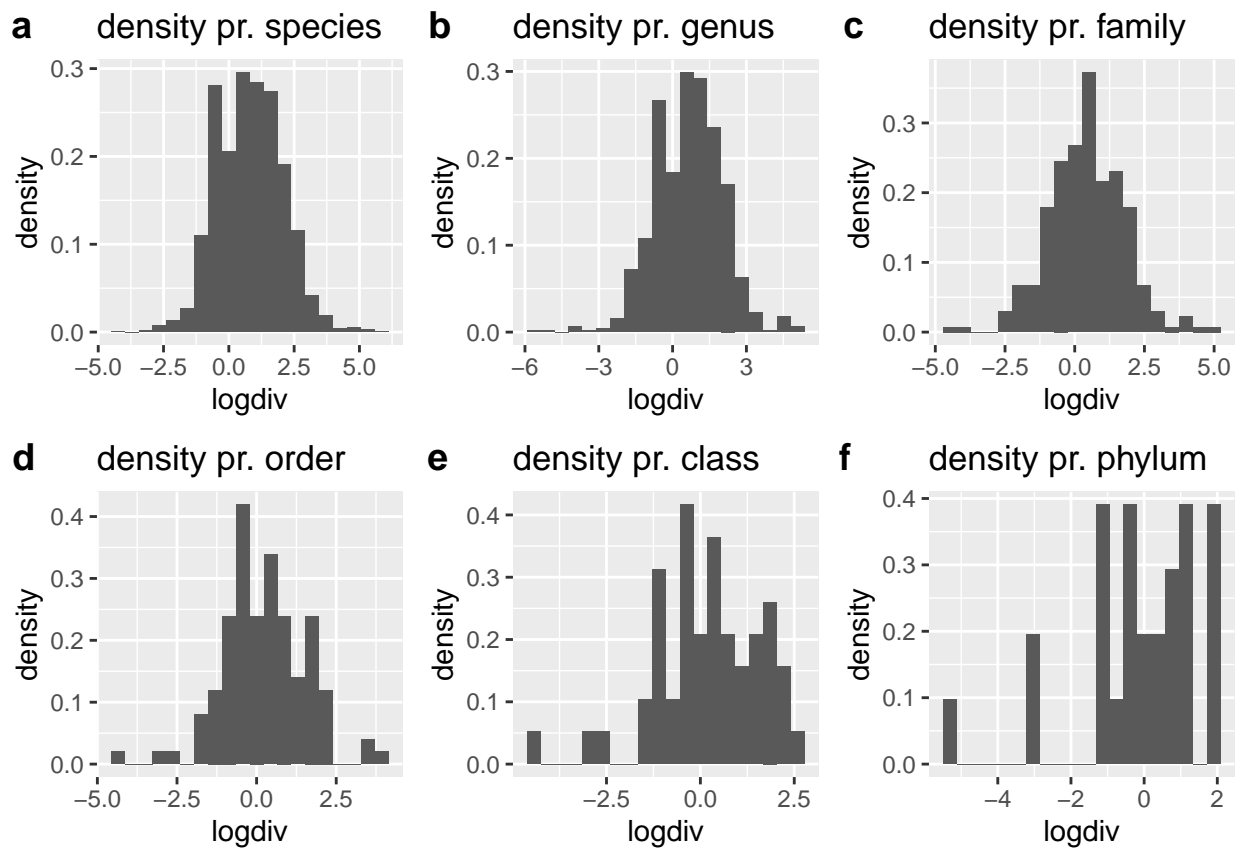 a density pr. species
0.3
0.2
0.1
0.0
density
−5.0 −2.5 0.0 2.5 5.0
logdiv
b density pr. genus
0.3
0.2
0.1
0.0
density
−6 −3 0 3
logdiv
c density pr. family
0.3
0.2
0.1
0.0
density
−5.0 −2.5 0.0 2.5 5.0
logdiv
d density pr. order
0.4
0.3
0.2
0.1
0.0
density
−5.0 −2.5 0.0 2.5
logdiv
e density pr. class
0.4
0.3
0.2
0.1
0.0
density
−2.5 0.0 2.5
logdiv
f density pr. phylum
0.4
0.3
0.2
0.1
0.0
density
−4 −2 0 2
logdiv